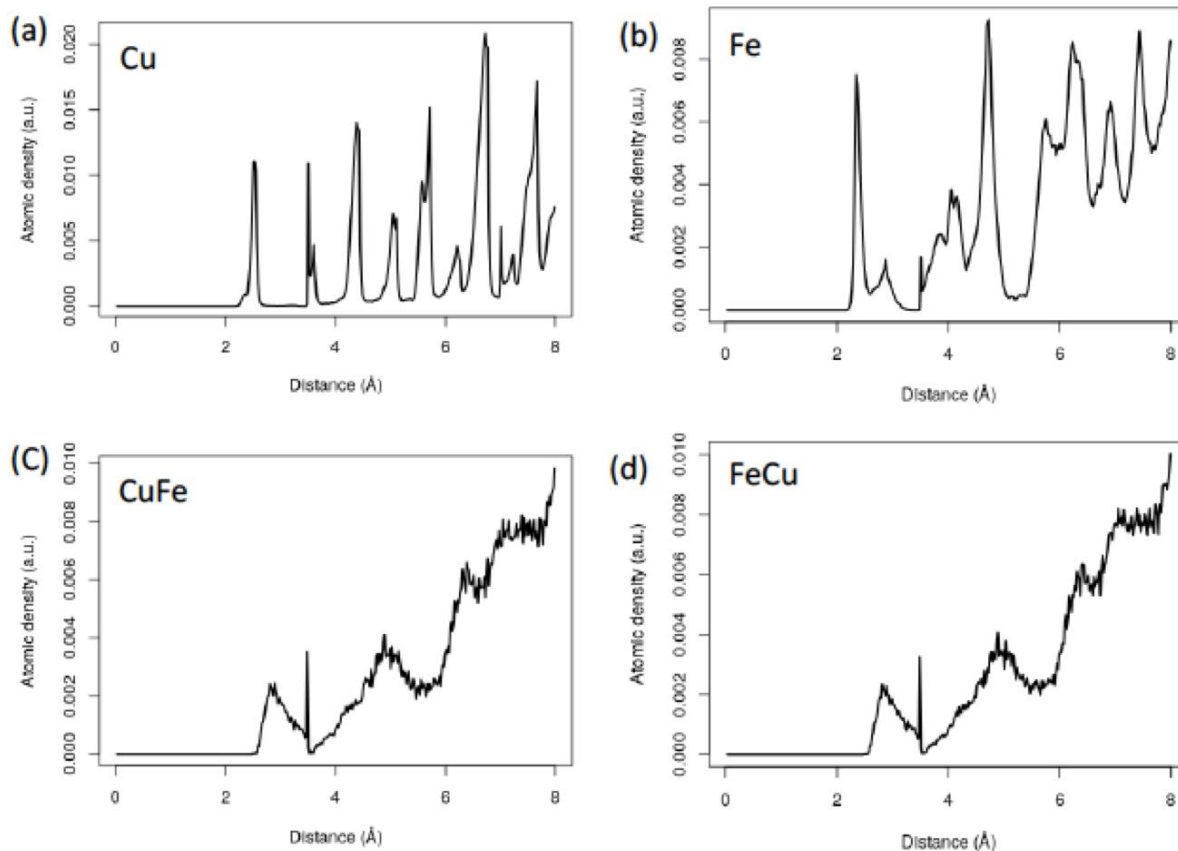 (a)
Cu
Atomic density (a.u.)
0.020
0.015
0.010
0.005
0.000
0 2 4 6 8
Distance (Å)
(b)
Fe
Atomic density (a.u.)
0.008
0.006
0.004
0.002
0.000
0 2 4 6 8
Distance (Å)
(C)
CuFe
Atomic density (a.u.)
0.010
0.008
0.006
0.004
0.002
0.000
0 2 4 6 8
Distance (Å)
(d)
FeCu
Atomic density (a.u.)
0.010
0.008
0.006
0.004
0.002
0.000
0 2 4 6 8
Distance (Å)